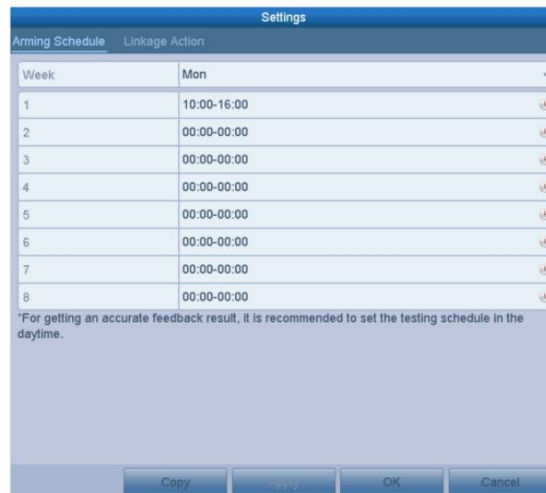 Settings
Arming Schedule Linkage Action
Week Mon
1 10:00-16:00
2 00:00-00:00
3 00:00-00:00
4 00:00-00:00
5 00:00-00:00
6 00:00-00:00
7 00:00-00:00
8 00:00-00:00
*For getting an accurate feedback result, it is recommended to set the testing schedule in the
daytime.
Copy Apply OK Cancel